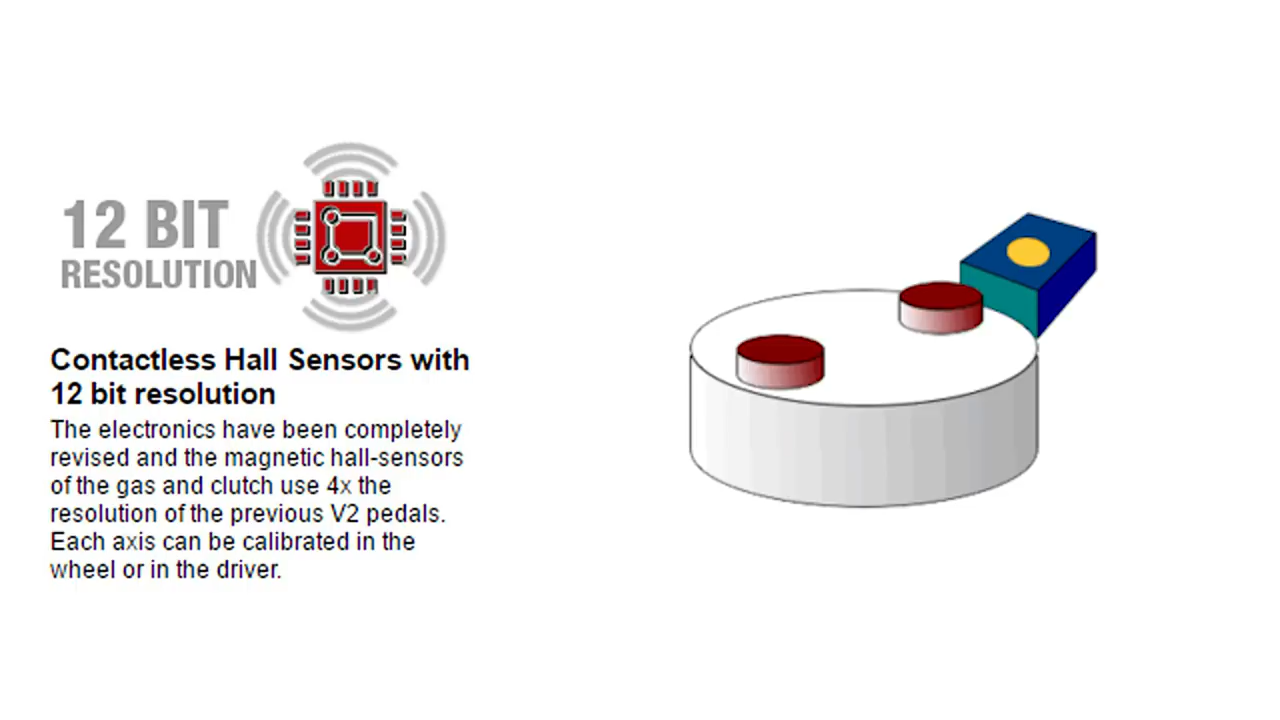 12 BIT
RESOLUTION
Contactless Hall Sensors with
12 bit resolution
The electronics have been completely
revised and the magnetic hall-sensors
of the gas and clutch use 4x the
resolution of the previous V2 pedals.
Each axis can be calibrated in the
wheel or in the driver.